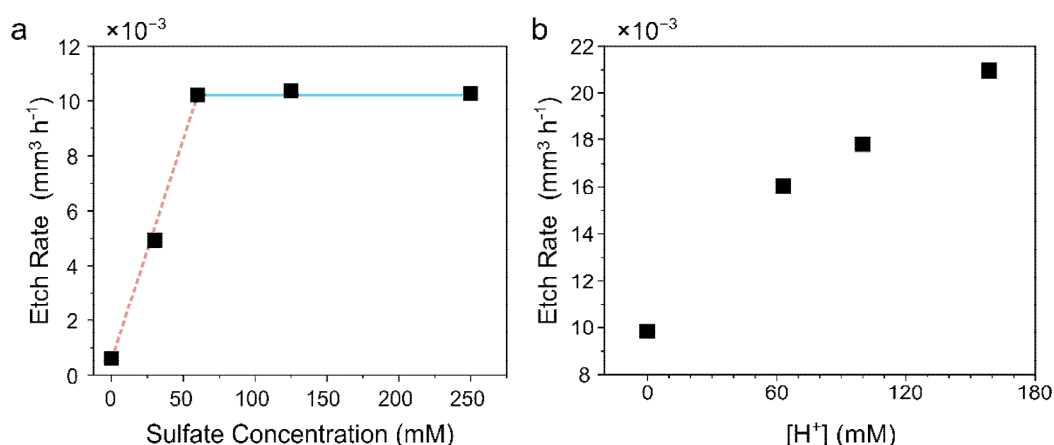 a
×10⁻³
12
10
8
6
4
2
0
0 50 100 150 200 250
Etch Rate (mm³ h⁻¹)
Sulfate Concentration (mM)
b
×10⁻³
22
20
18
16
14
12
10
8
0 60 120 180
Etch Rate (mm³ h⁻¹)
[H⁺] (mM)